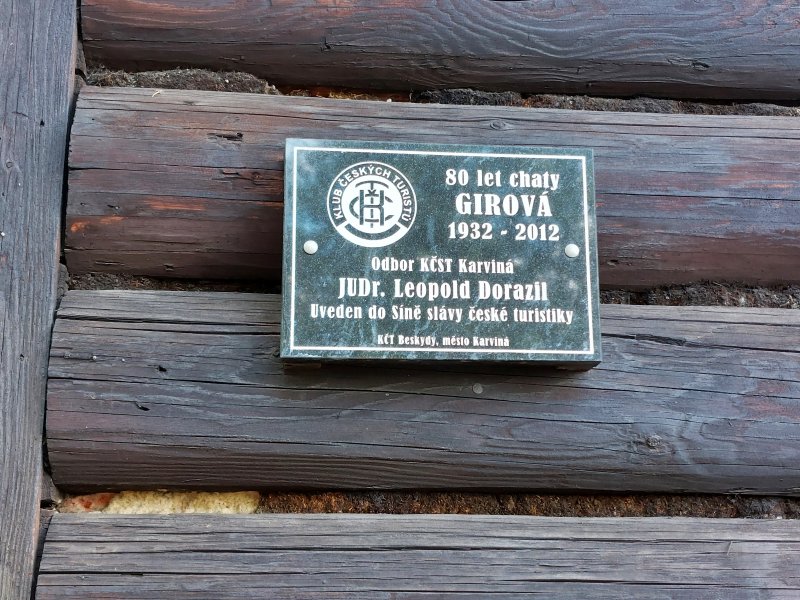 KLUB ČESKÝCH TURISTŮ
KČT
80 let chaty
GIROVÁ
1932 - 2012
Odbor KČST Karviná
JUDr. Leopold Dorazil
Uveden do Síně slávy české turistiky
KČT Beskydy, město Karviná